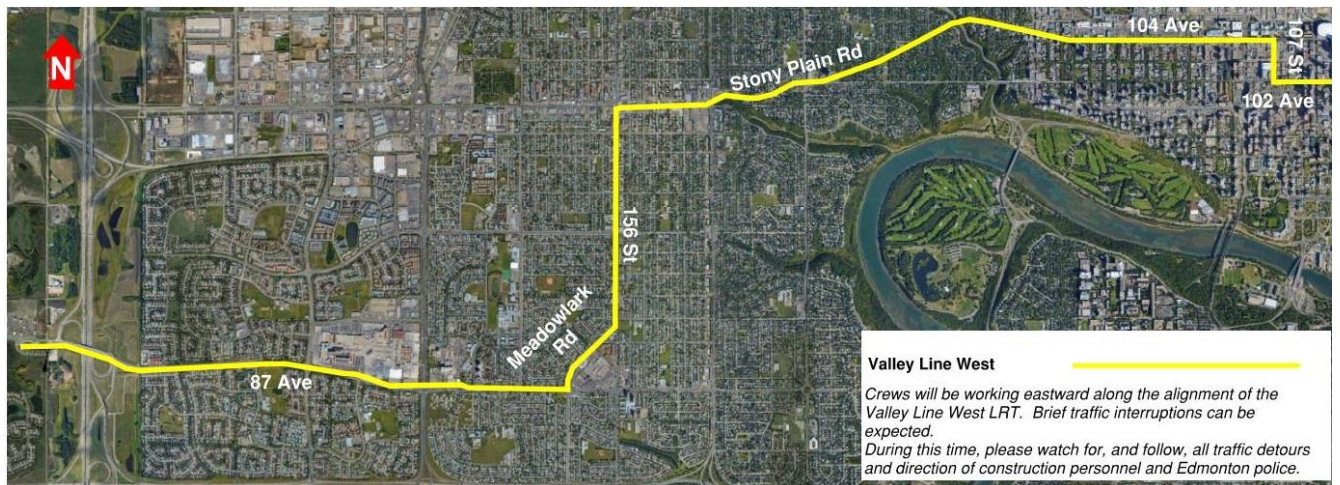 N
104 Ave
107 St
Stony Plain Rd
102 Ave
156 St
Meadowlark
Rd
87 Ave
Valley Line West
Crews will be working eastward along the alignment of the
Valley Line West LRT.  Brief traffic interruptions can be
expected.
During this time, please watch for, and follow, all traffic detours
and direction of construction personnel and Edmonton police.